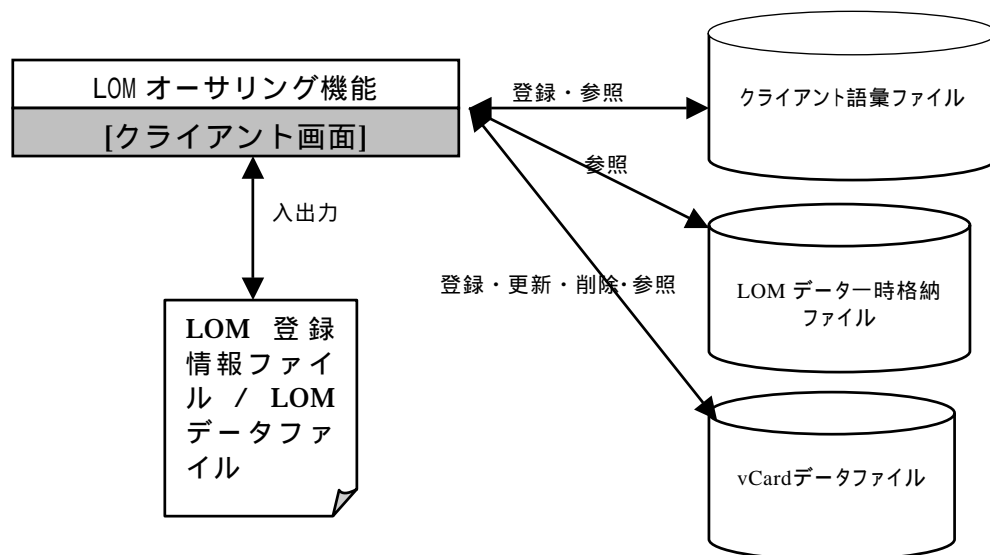 LOM オーサリング機能
[クライアント画面]
登録・参照
クライアント語彙ファイル
参照
入出力
登録・更新・削除・参照
LOM データ一時格納
ファイル
LOM 登録
情報ファイ
ル / LOM
データファ
イル
vCardデータファイル